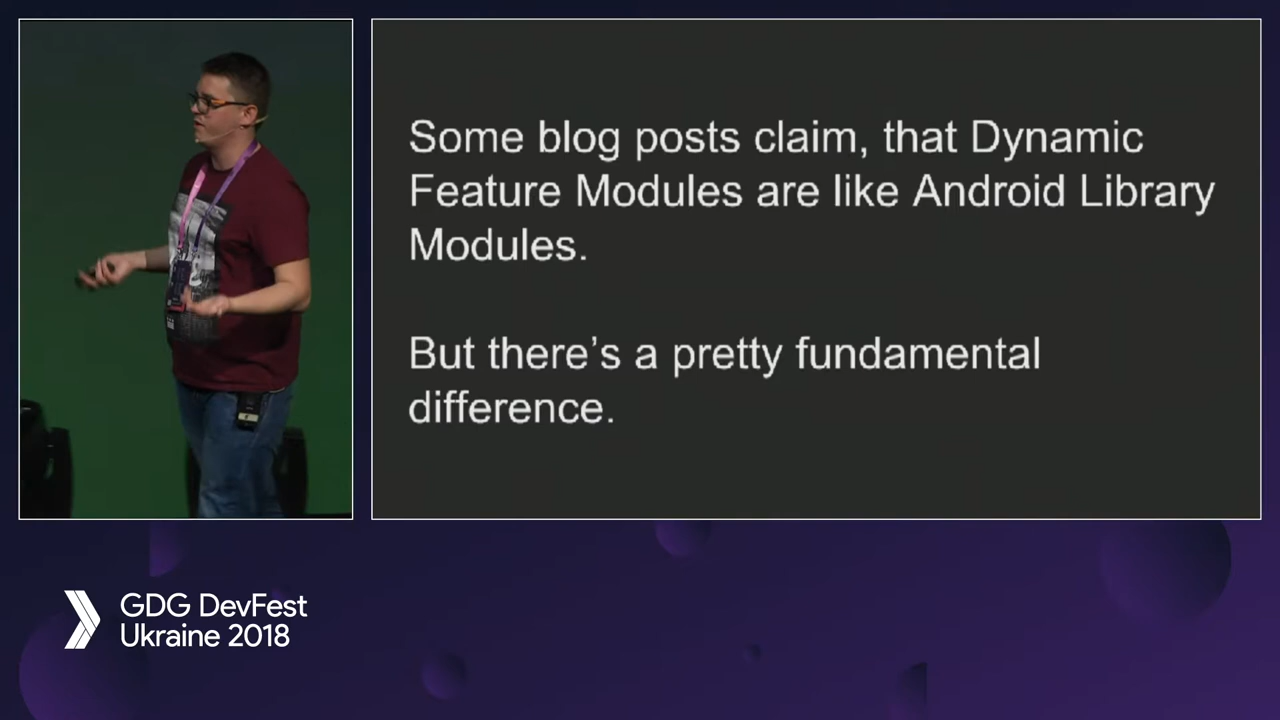 Some blog posts claim, that Dynamic
Feature Modules are like Android Library
Modules.
But there's a pretty fundamental
difference.
GDG DevFest
Ukraine 2018